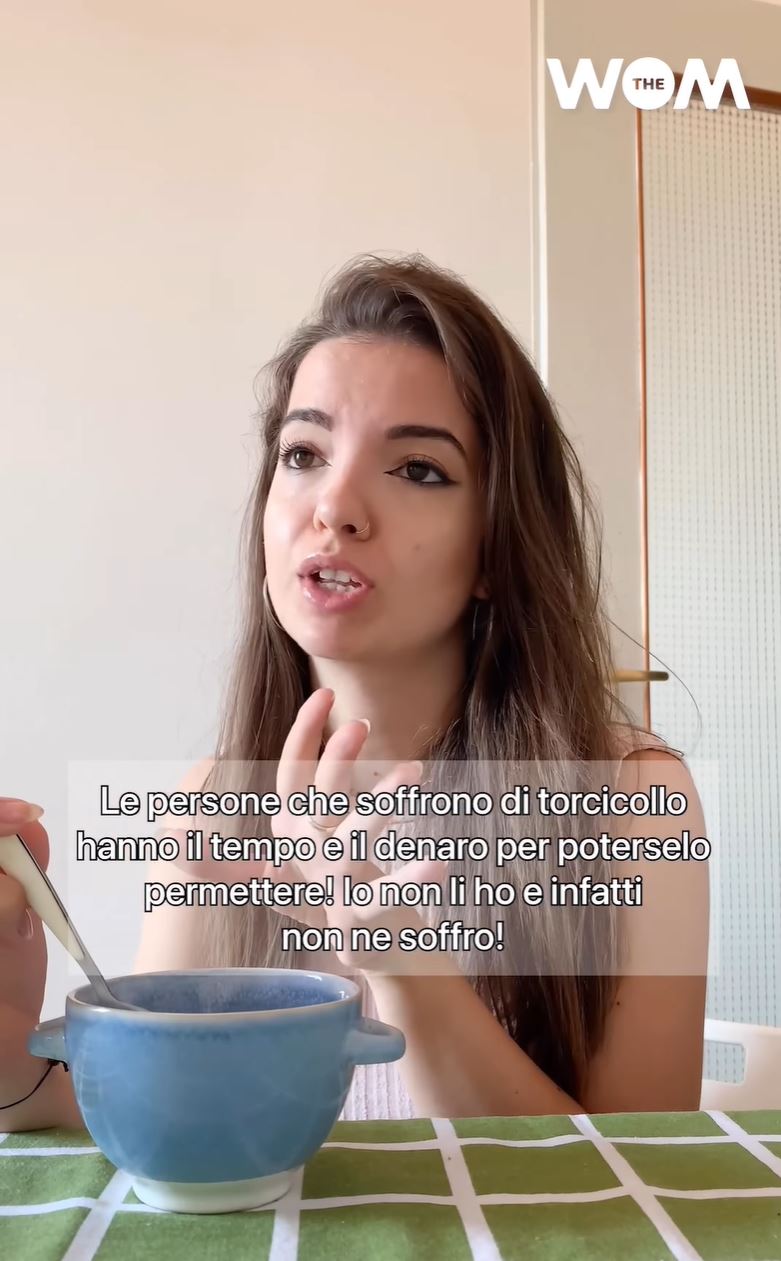 THE WOM
Le persone che soffrono di torcicollo
hanno il tempo e il denaro per poterselo
permettere! Io non li ho e infatti
non ne soffro!